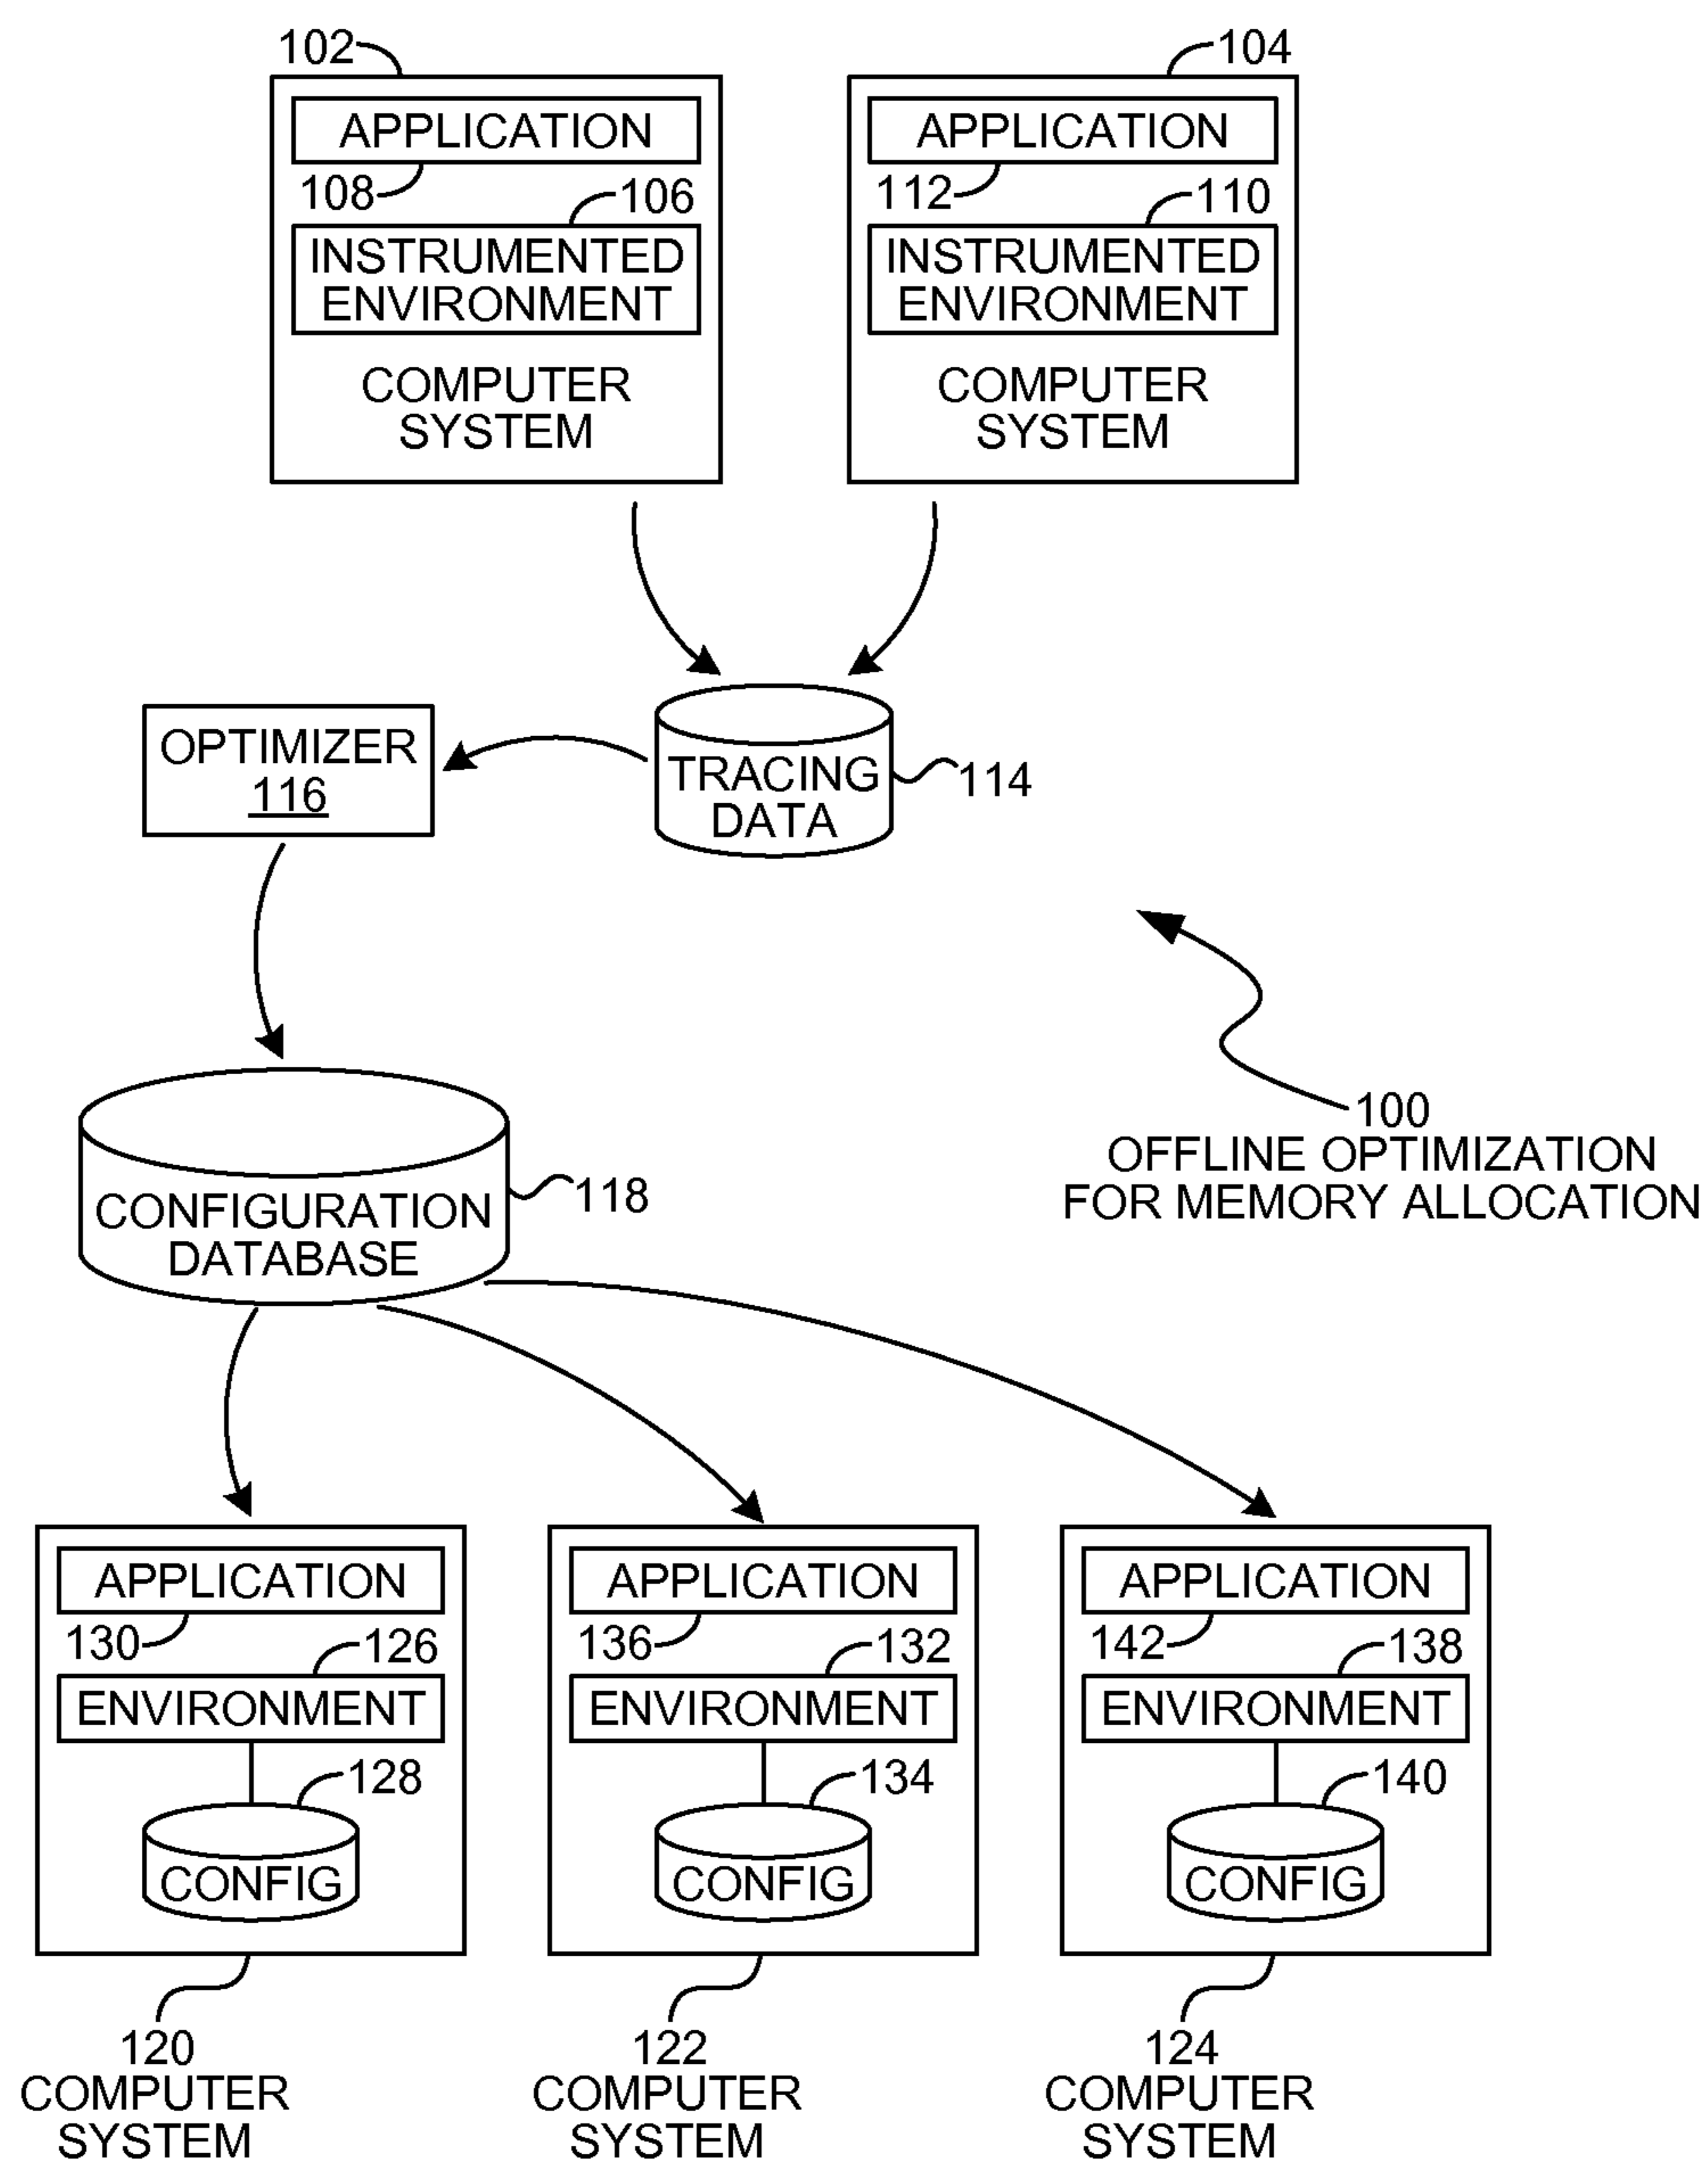 102
104
APPLICATION
APPLICATION
108
106
112
110
INSTRUMENTED
ENVIRONMENT
INSTRUMENTED
ENVIRONMENT
COMPUTER
SYSTEM
COMPUTER
SYSTEM
OPTIMIZER
116
TRACING
DATA
114
100
OFFLINE OPTIMIZATION
FOR MEMORY ALLOCATION
CONFIGURATION
DATABASE
118
APPLICATION
130
126
ENVIRONMENT
128
CONFIG
120
COMPUTER
SYSTEM
APPLICATION
136
132
ENVIRONMENT
134
CONFIG
122
COMPUTER
SYSTEM
APPLICATION
142
138
ENVIRONMENT
140
CONFIG
124
COMPUTER
SYSTEM